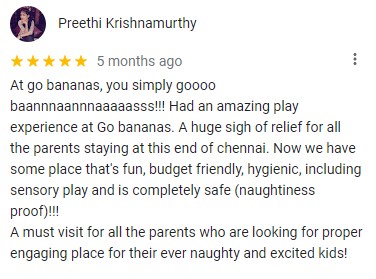 Preethi Krishnamurthy
5 months ago
At go bananas, you simply goooo
baannnaannnaaaaasss!!! Had an amazing play
experience at Go bananas. A huge sigh of relief for all
the parents staying at this end of chennai. Now we have
some place that's fun, budget friendly, hygienic, including
sensory play and is completely safe (naughtiness
proof)!!!
A must visit for all the parents who are looking for proper
engaging place for their ever naughty and excited kids!